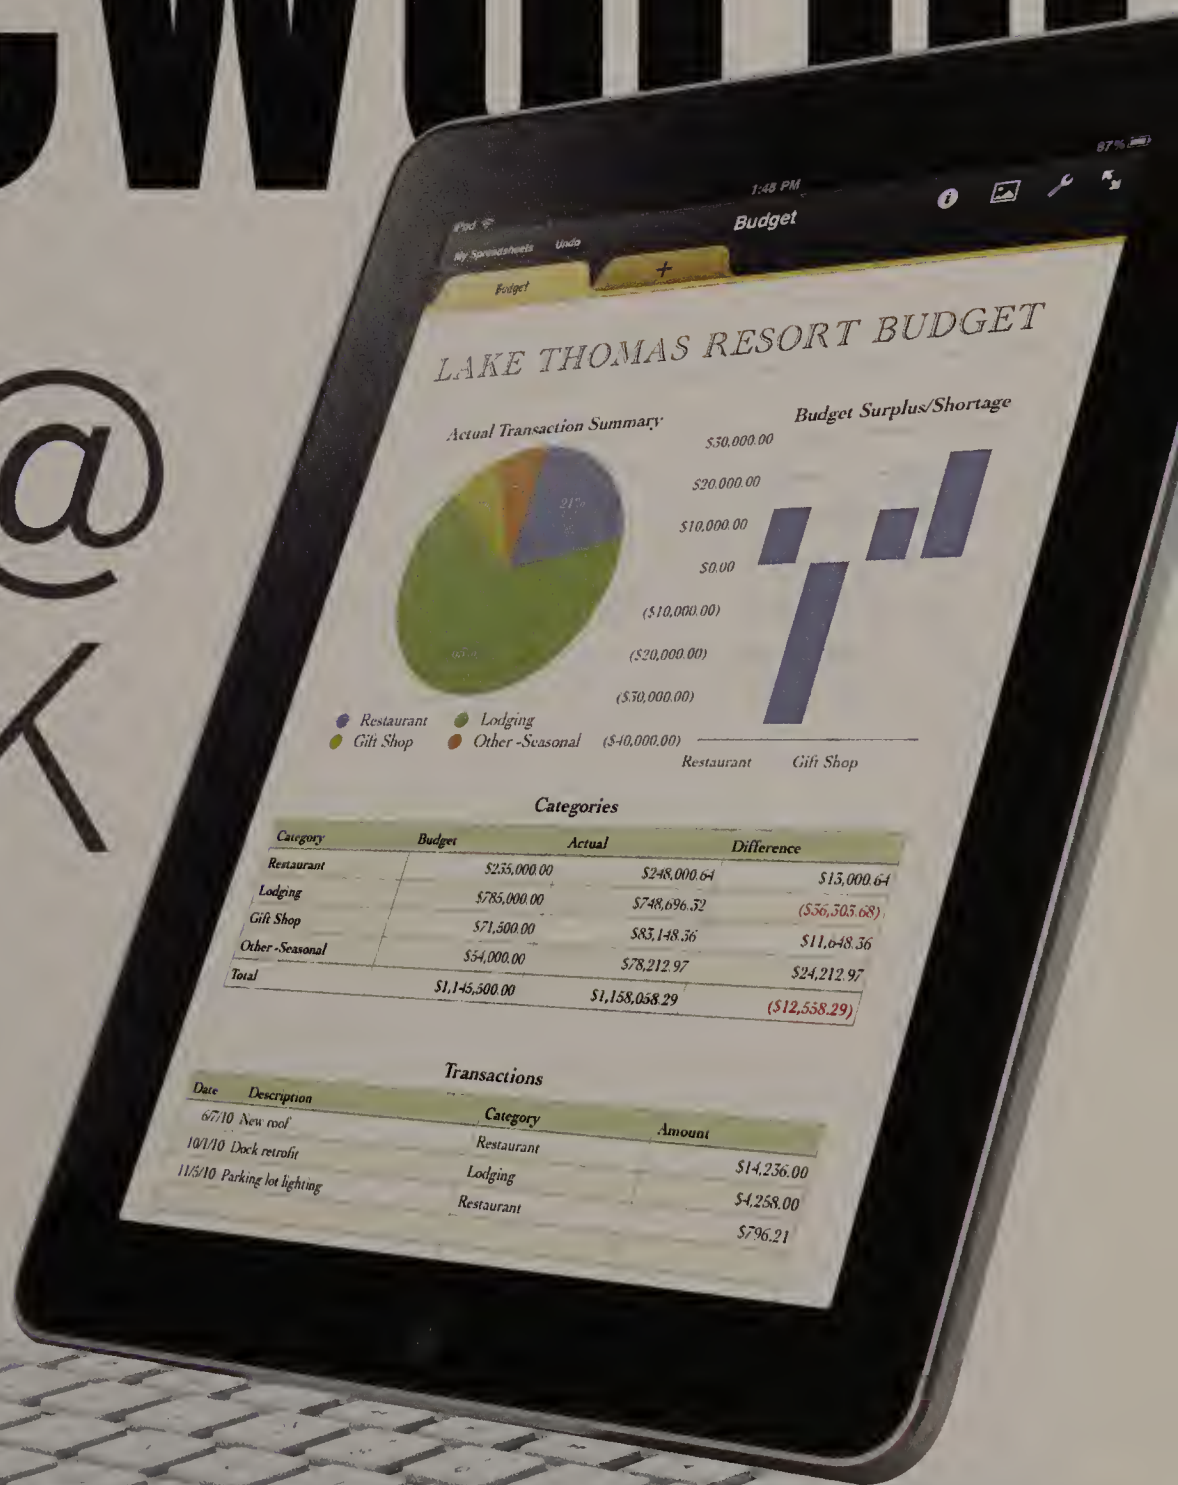 @
K
87%
1:45 PM
iPad
Budget
My Spreadsheets Undo
Budget +
LAKE THOMAS RESORT BUDGET
Actual Transaction Summary
21%
65%
Restaurant Lodging
Gift Shop Other -Seasonal
Budget Surplus/Shortage
$30,000.00
$20,000.00
$10,000.00
$0.00
($10,000.00)
($20,000.00)
($30,000.00)
($40,000.00)
Restaurant Gift Shop
Categories
Category Budget Actual Difference
Restaurant $235,000.00 $248,000.64 $13,000.64
Lodging $785,000.00 $748,696.32 ($36,303.68)
Gift Shop $71,500.00 $83,148.36 $11,648.36
Other -Seasonal $54,000.00 $78,212.97 $24,212.97
Total $1,145,500.00 $1,158,058.29 ($12,558.29)
Transactions
Date Description Category Amount
6/7/10 New roof Restaurant $14,236.00
10/1/10 Dock retrofit Lodging $4,258.00
11/5/10 Parking lot lighting Restaurant $796.21